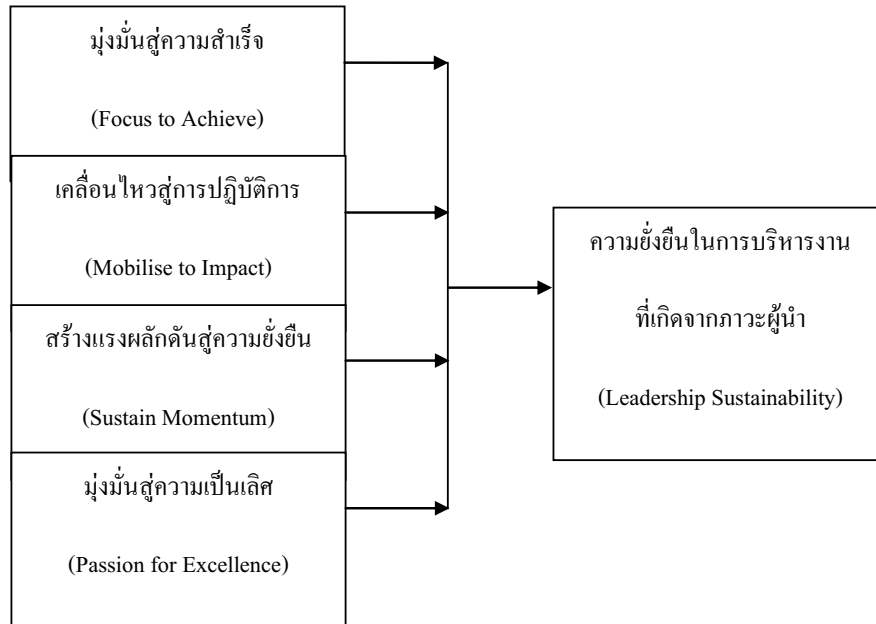 มุ่งมั่นสู่ความสำเร็จ
(Focus to Achieve)
เคลื่อนไหวสู่การปฏิบัติการ
(Mobilise to Impact)
สร้างแรงผลักดันสู่ความยั่งยืน
(Sustain Momentum)
มุ่งมั่นสู่ความเป็นเลิศ
(Passion for Excellence)
ความยั่งยืนในการบริหารงาน
ที่เกิดจากภาวะผู้นำ
(Leadership Sustainability)